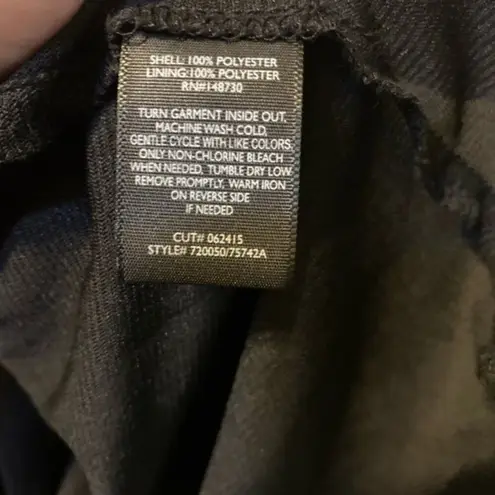 SHELL: 100% POLYESTER
LINING: 100% POLYESTER
RN#148730
TURN GARMENT INSIDE OUT,
MACHINE WASH COLD,
GENTLE CYCLE WITH LIKE COLORS,
ONLY NON-CHLORINE BLEACH
WHEN NEEDED, TUMBLE DRY LOW
REMOVE PROMPTLY, WARM IRON
ON REVERSE SIDE
IF NEEDED
CUT# 062415
STYLE# 720050/75742A